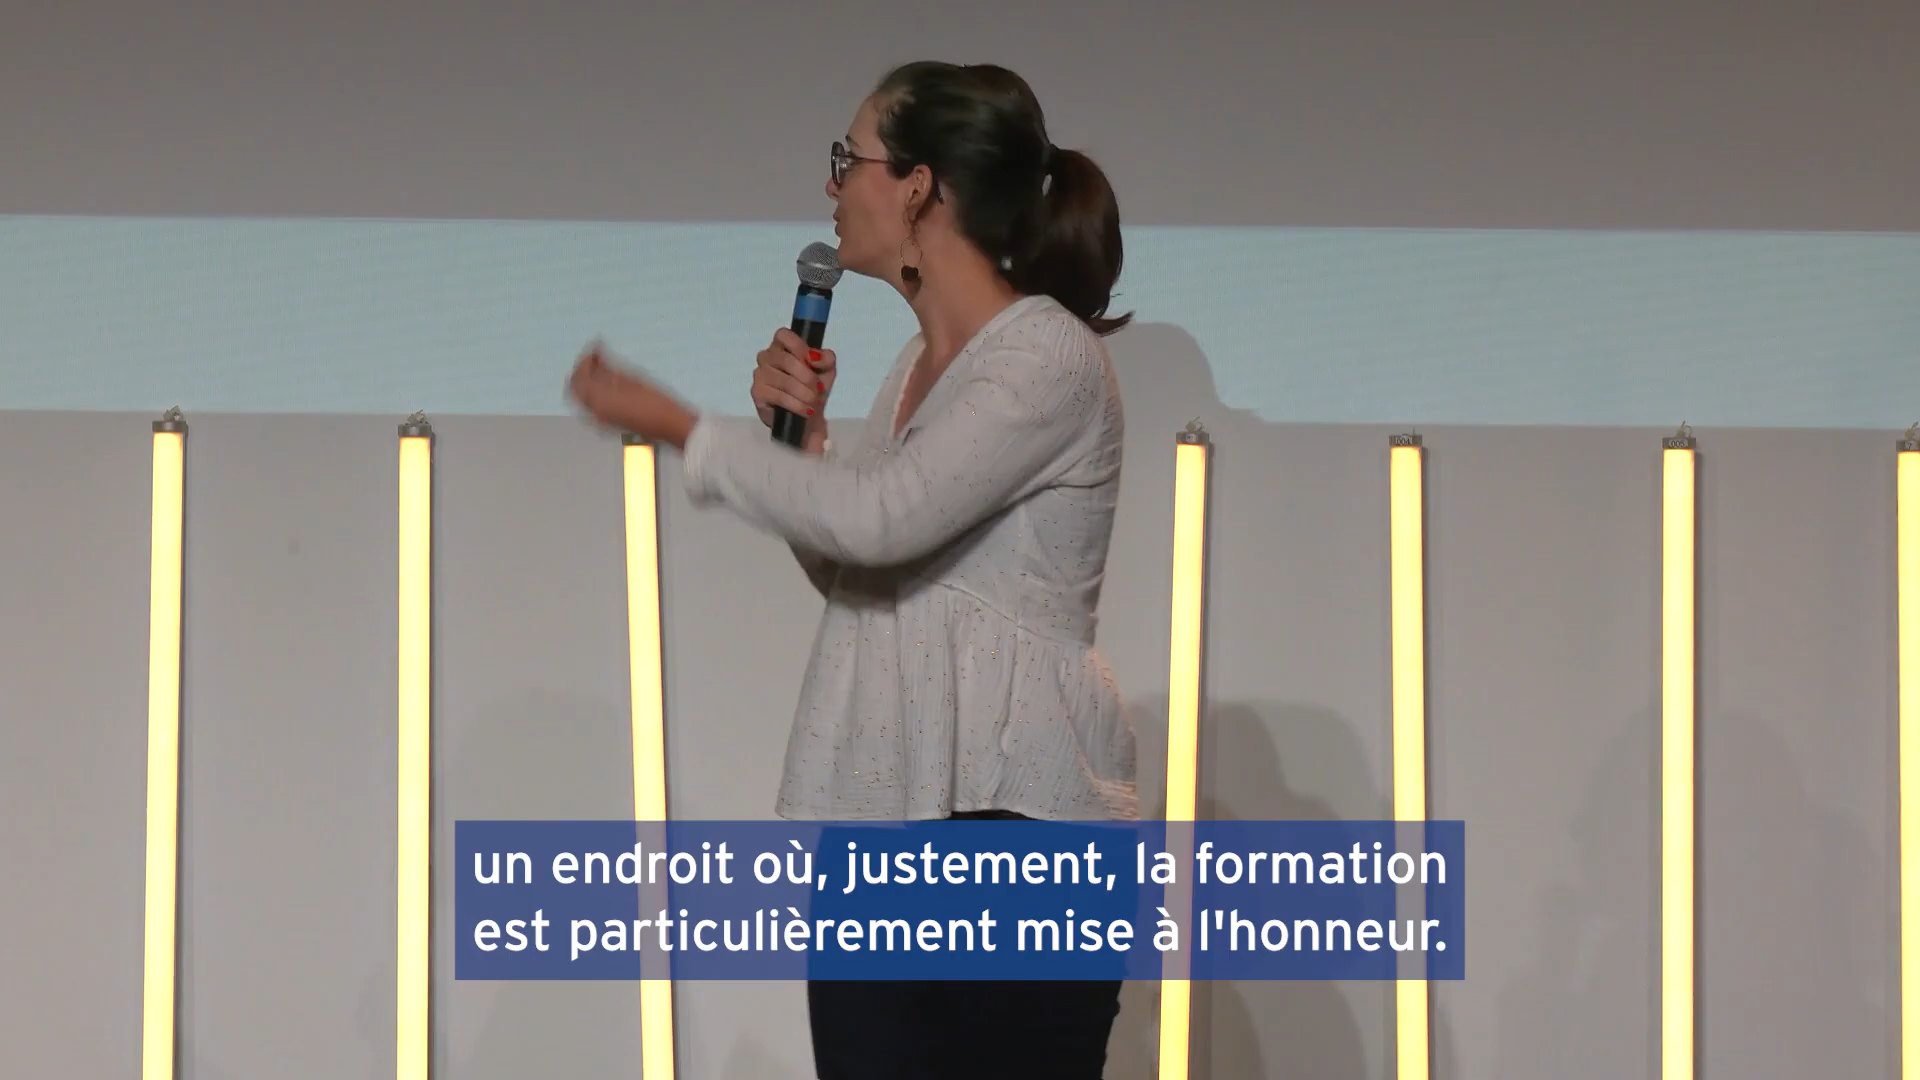 un endroit où, justement, la formation
est particulièrement mise à l'honneur.